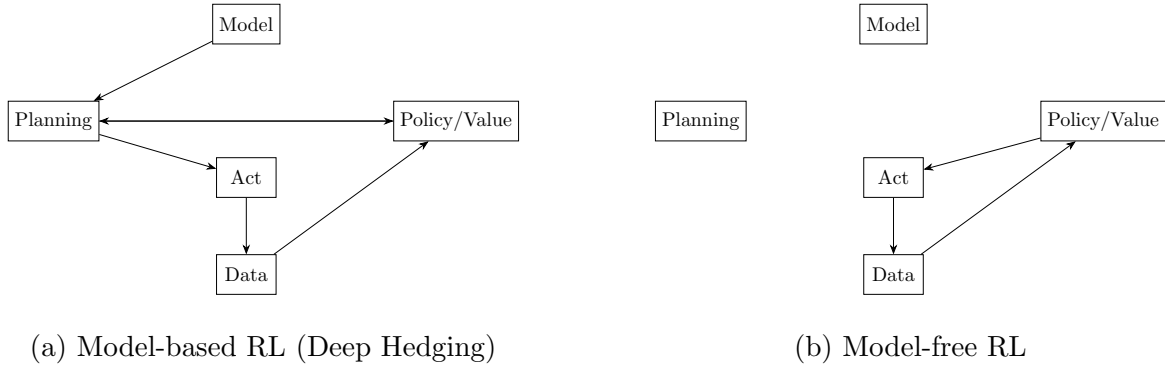 Model
Planning
Policy/Value
Act
Data
(a) Model-based RL (Deep Hedging)
Model
Planning
Policy/Value
Act
Data
(b) Model-free RL